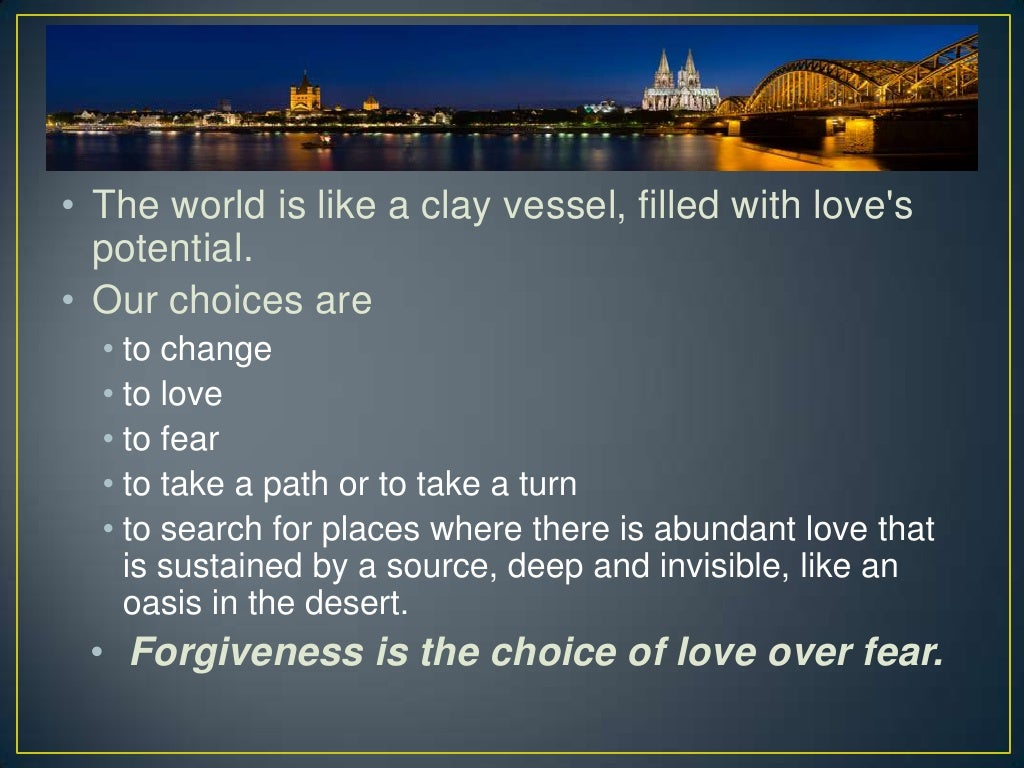 • The world is like a clay vessel, filled with love's
potential.
• Our choices are
• to change
• to love
• to fear
• to take a path or to take a turn
• to search for places where there is abundant love that
is sustained by a source, deep and invisible, like an
oasis in the desert.
• Forgiveness is the choice of love over fear.